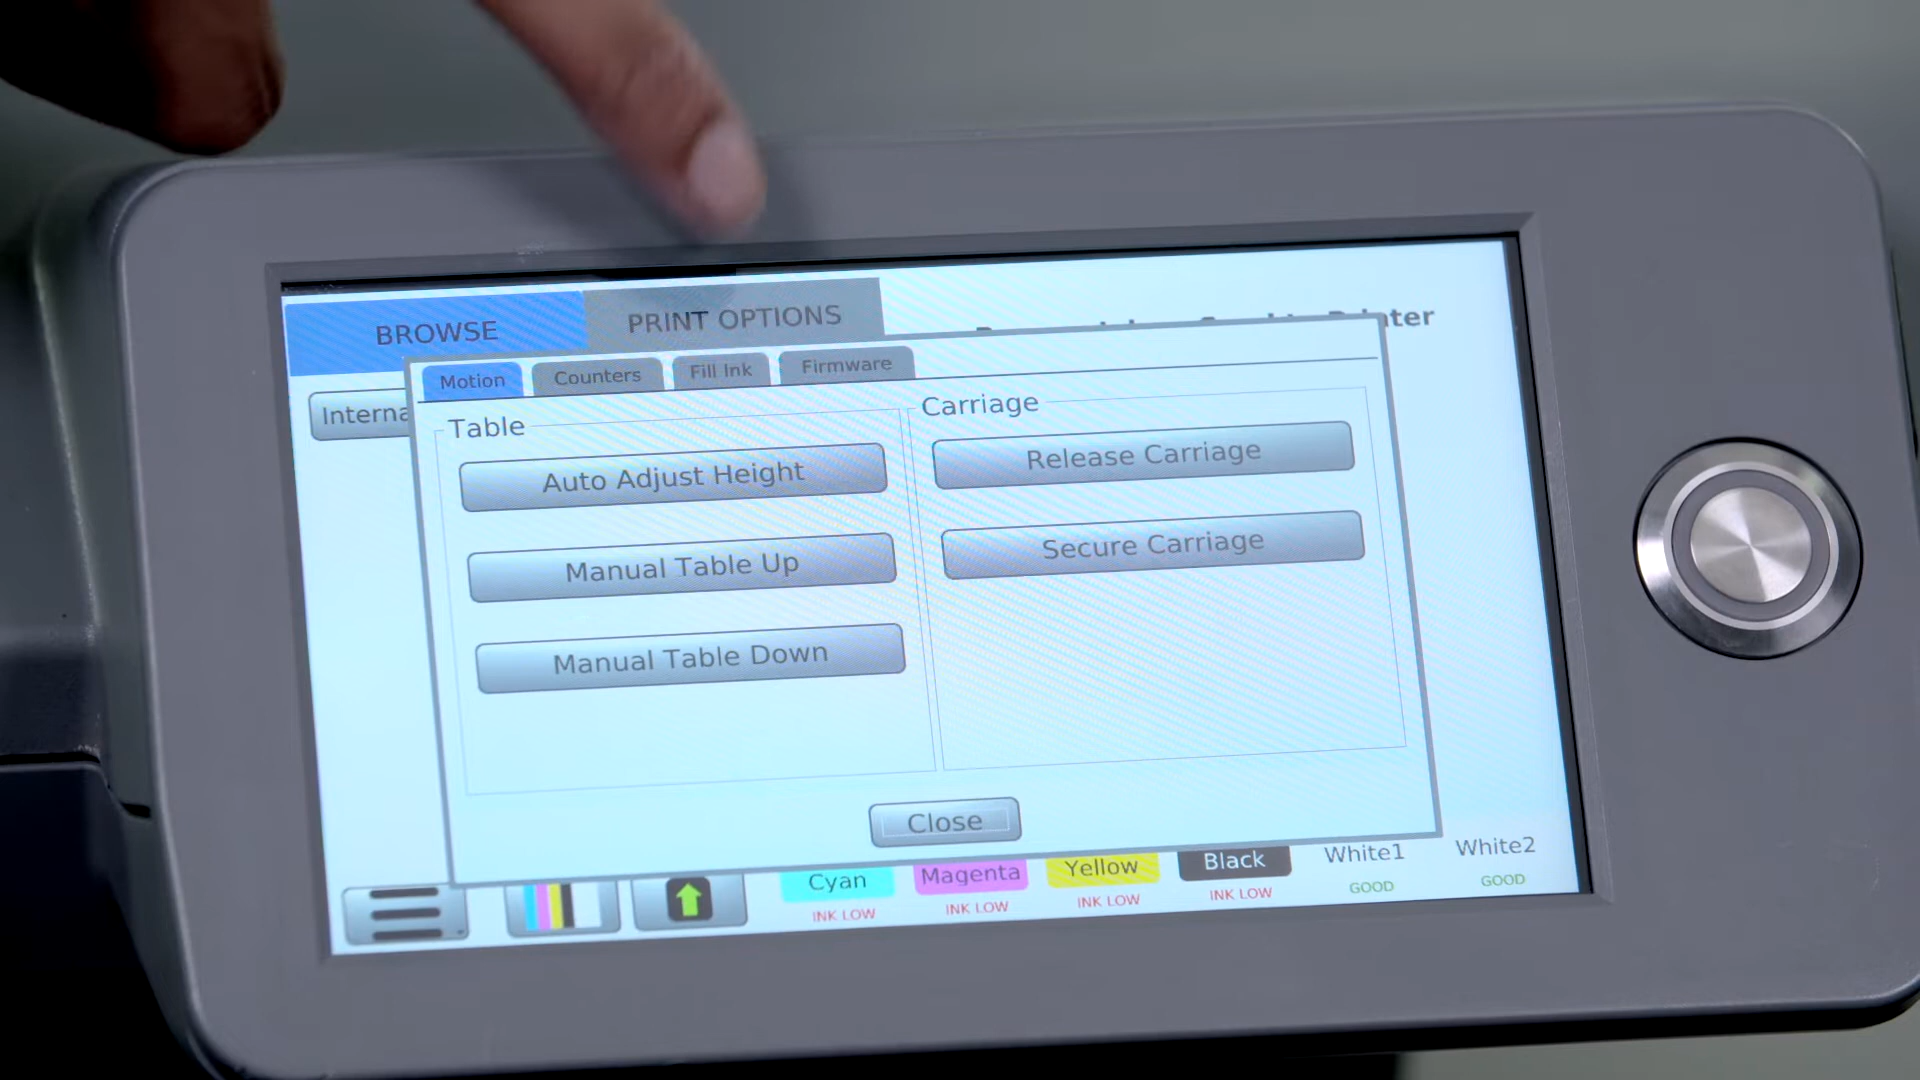 BROWSE
PRINT OPTIONS
Motion
Counters
Fill Ink
Firmware
Table
Carriage
Auto Adjust Height
Release Carriage
Manual Table Up
Secure Carriage
Manual Table Down
Close
Cyan
Magenta
Yellow
Black
White1
White2
INK LOW
INK LOW
INK LOW
INK LOW
GOOD
GOOD